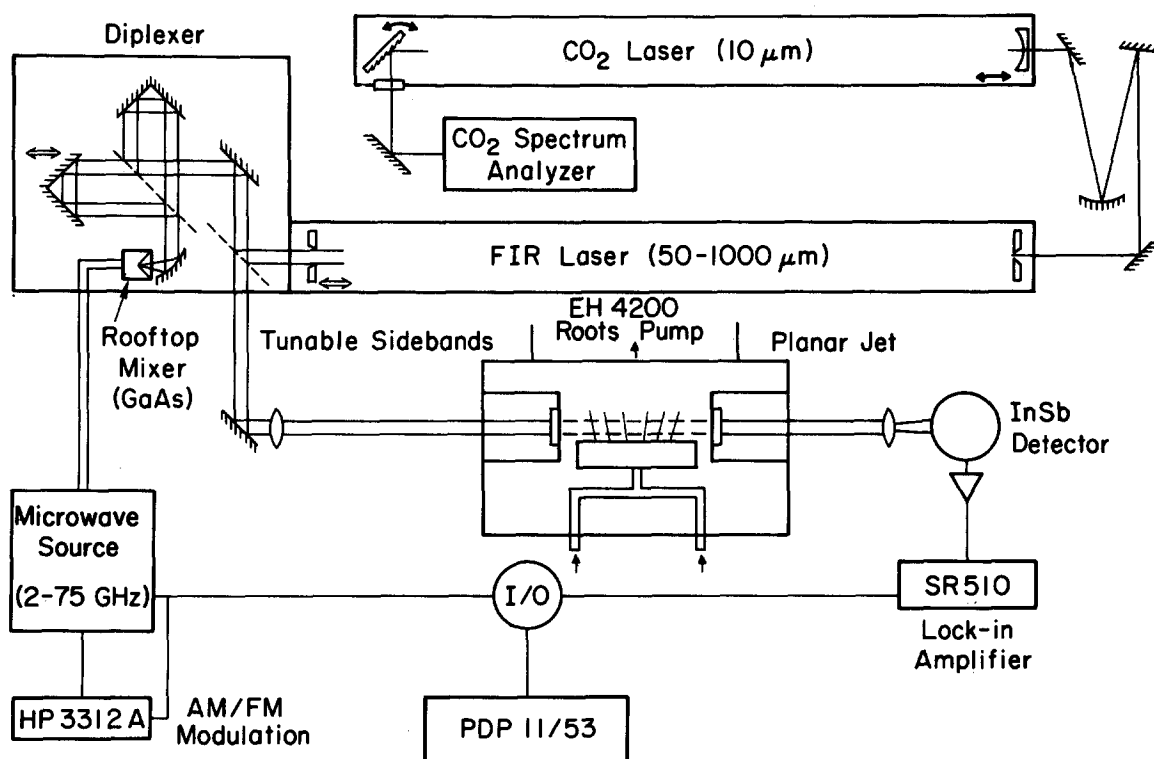 Diplexer
CO₂ Laser (10 μm)
CO₂ Spectrum
Analyzer
FIR Laser (50-1000 μm)
EH 4200
Roots Pump
Rooftop
Mixer
(GaAs)
Tunable Sidebands
Planar Jet
InSb
Detector
Microwave
Source
(2-75 GHz)
I/O
SR510
Lock-in
Amplifier
HP 3312A
AM/FM
Modulation
PDP 11/53